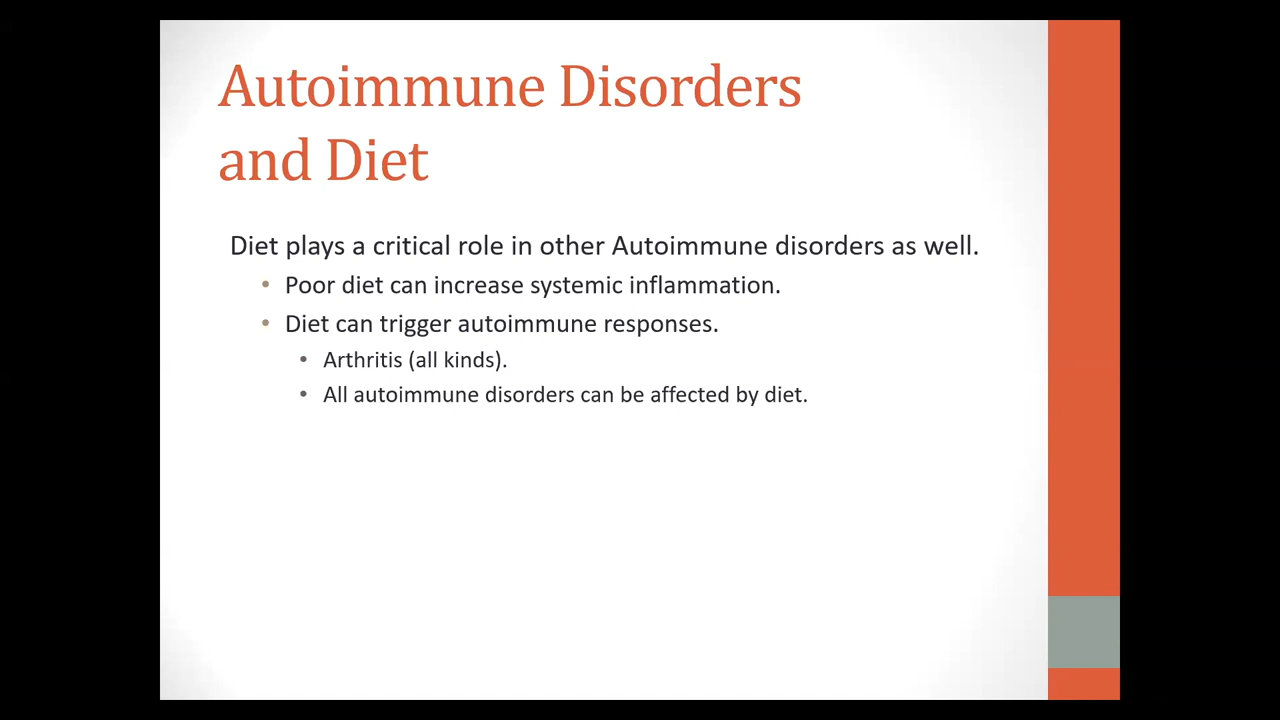 Autoimmune Disorders
and Diet
Diet plays a critical role in other Autoimmune disorders as well.
• Poor diet can increase systemic inflammation.
• Diet can trigger autoimmune responses.
• Arthritis (all kinds).
• All autoimmune disorders can be affected by diet.